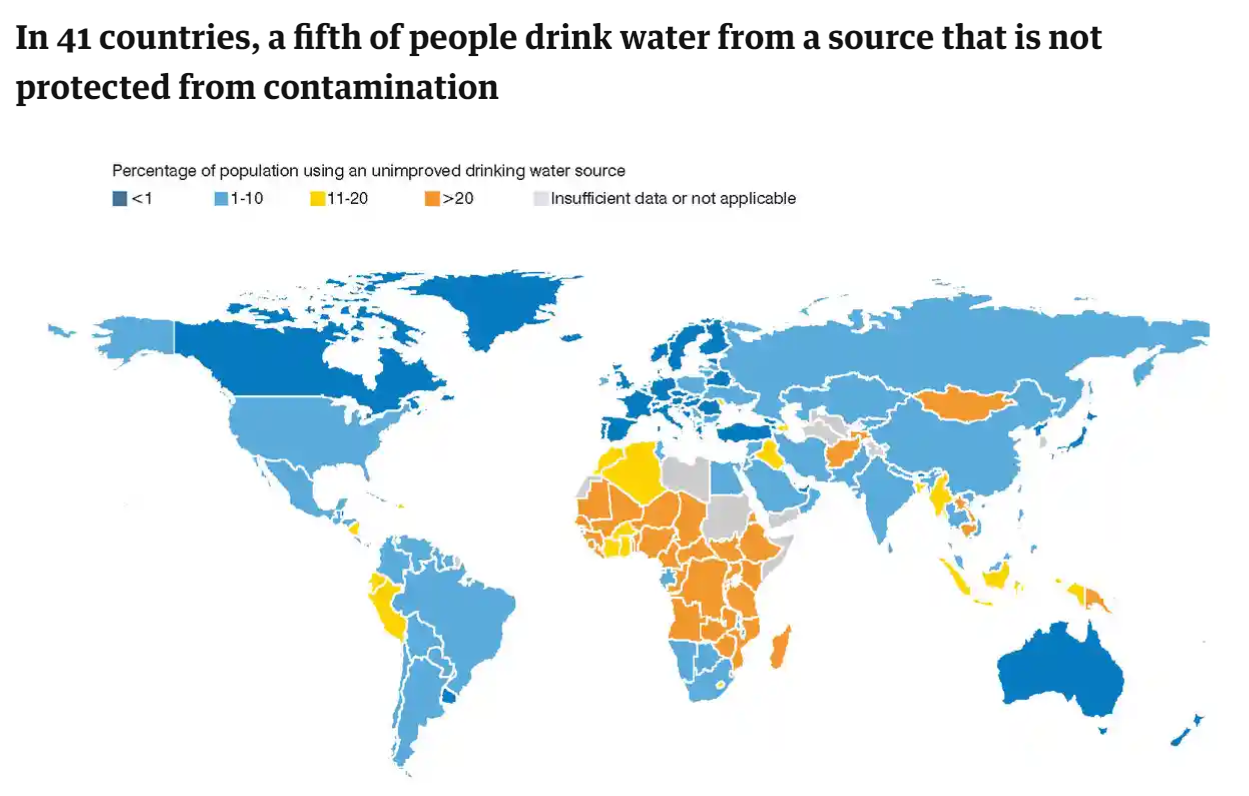 In 41 countries, a fifth of people drink water from a source that is not
protected from contamination
Percentage of population using an unimproved drinking water source
<1 1-10 11-20 >20 Insufficient data or not applicable